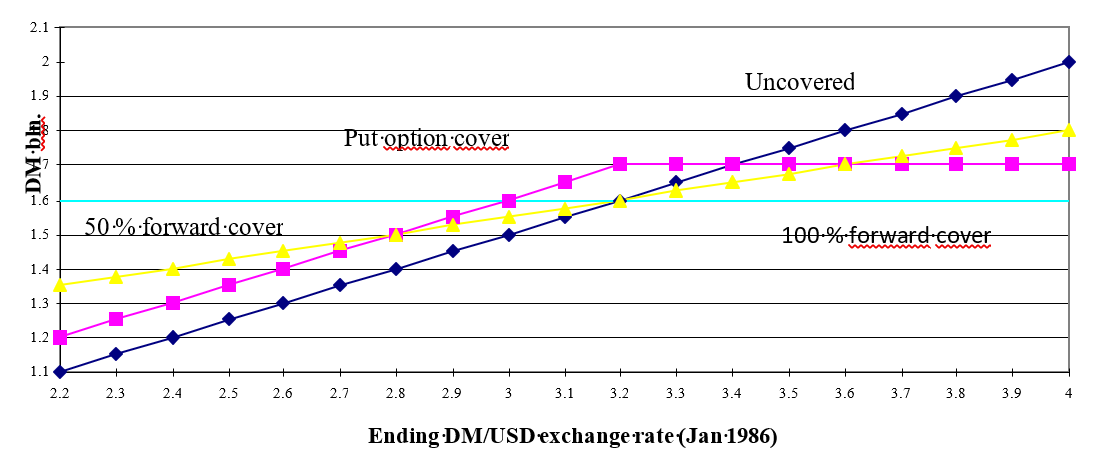 2.1
2
Uncovered
1.9
1.8
Put option cover
DM bln.
1.7
1.6
50 % forward cover
1.5
100 % forward cover
1.4
1.3
1.2
1.1
2.2 2.3 2.4 2.5 2.6 2.7 2.8 2.9 3 3.1 3.2 3.3 3.4 3.5 3.6 3.7 3.8 3.9 4
Ending DM/USD exchange rate (Jan 1986)